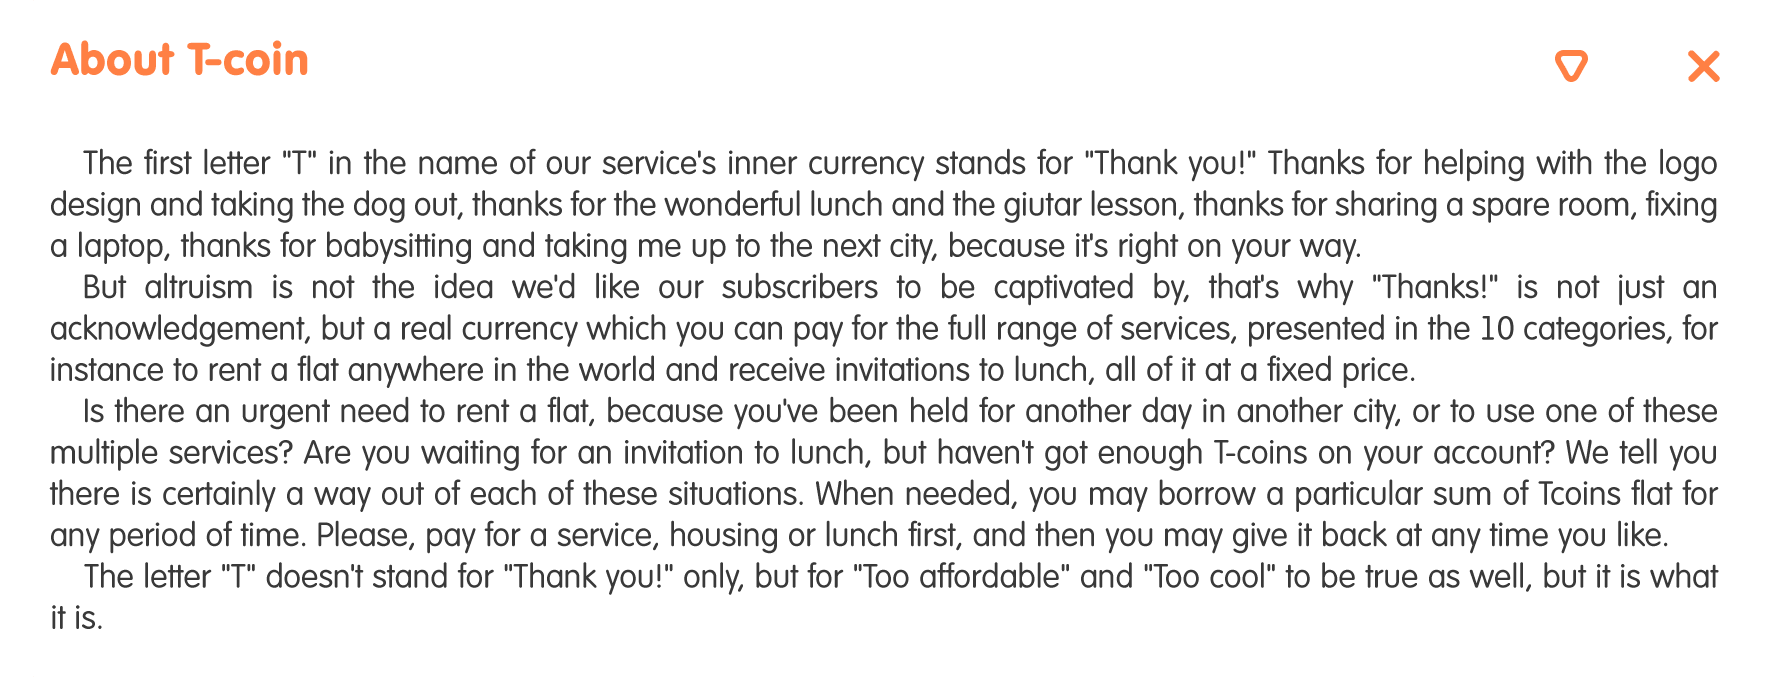 About T-coin
The first letter "T" in the name of our service's inner currency stands for "Thank you!" Thanks for helping with the logo
design and taking the dog out, thanks for the wonderful lunch and the giutar lesson, thanks for sharing a spare room, fixing
a laptop, thanks for babysitting and taking me up to the next city, because it's right on your way.
But altruism is not the idea we'd like our subscribers to be captivated by, that's why "Thanks!" is not just an
acknowledgement, but a real currency which you can pay for the full range of services, presented in the 10 categories, for
instance to rent a flat anywhere in the world and receive invitations to lunch, all of it at a fixed price.
Is there an urgent need to rent a flat, because you've been held for another day in another city, or to use one of these
multiple services? Are you waiting for an invitation to lunch, but haven't got enough T-coins on your account? We tell you
there is certainly a way out of each of these situations. When needed, you may borrow a particular sum of Tcoins flat for
any period of time. Please, pay for a service, housing or lunch first, and then you may give it back at any time you like.
The letter "T" doesn't stand for "Thank you!" only, but for "Too affordable" and "Too cool" to be true as well, but it is what
it is.